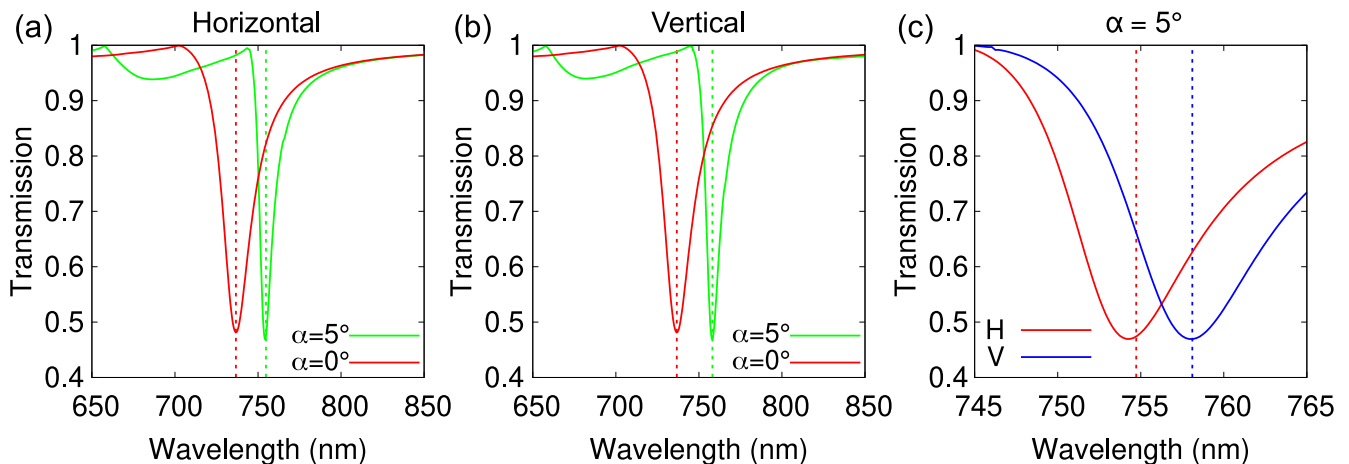 (a) Horizontal
Transmission
1
0.9
0.8
0.7
0.6
0.5
0.4
α=5°
α=0°
650 700 750 800 850
Wavelength (nm)
(b) Vertical
Transmission
1
0.9
0.8
0.7
0.6
0.5
0.4
α=5°
α=0°
650 700 750 800 850
Wavelength (nm)
(c) α = 5°
Transmission
1
0.9
0.8
0.7
0.6
0.5
0.4
H
V
745 750 755 760 765
Wavelength (nm)